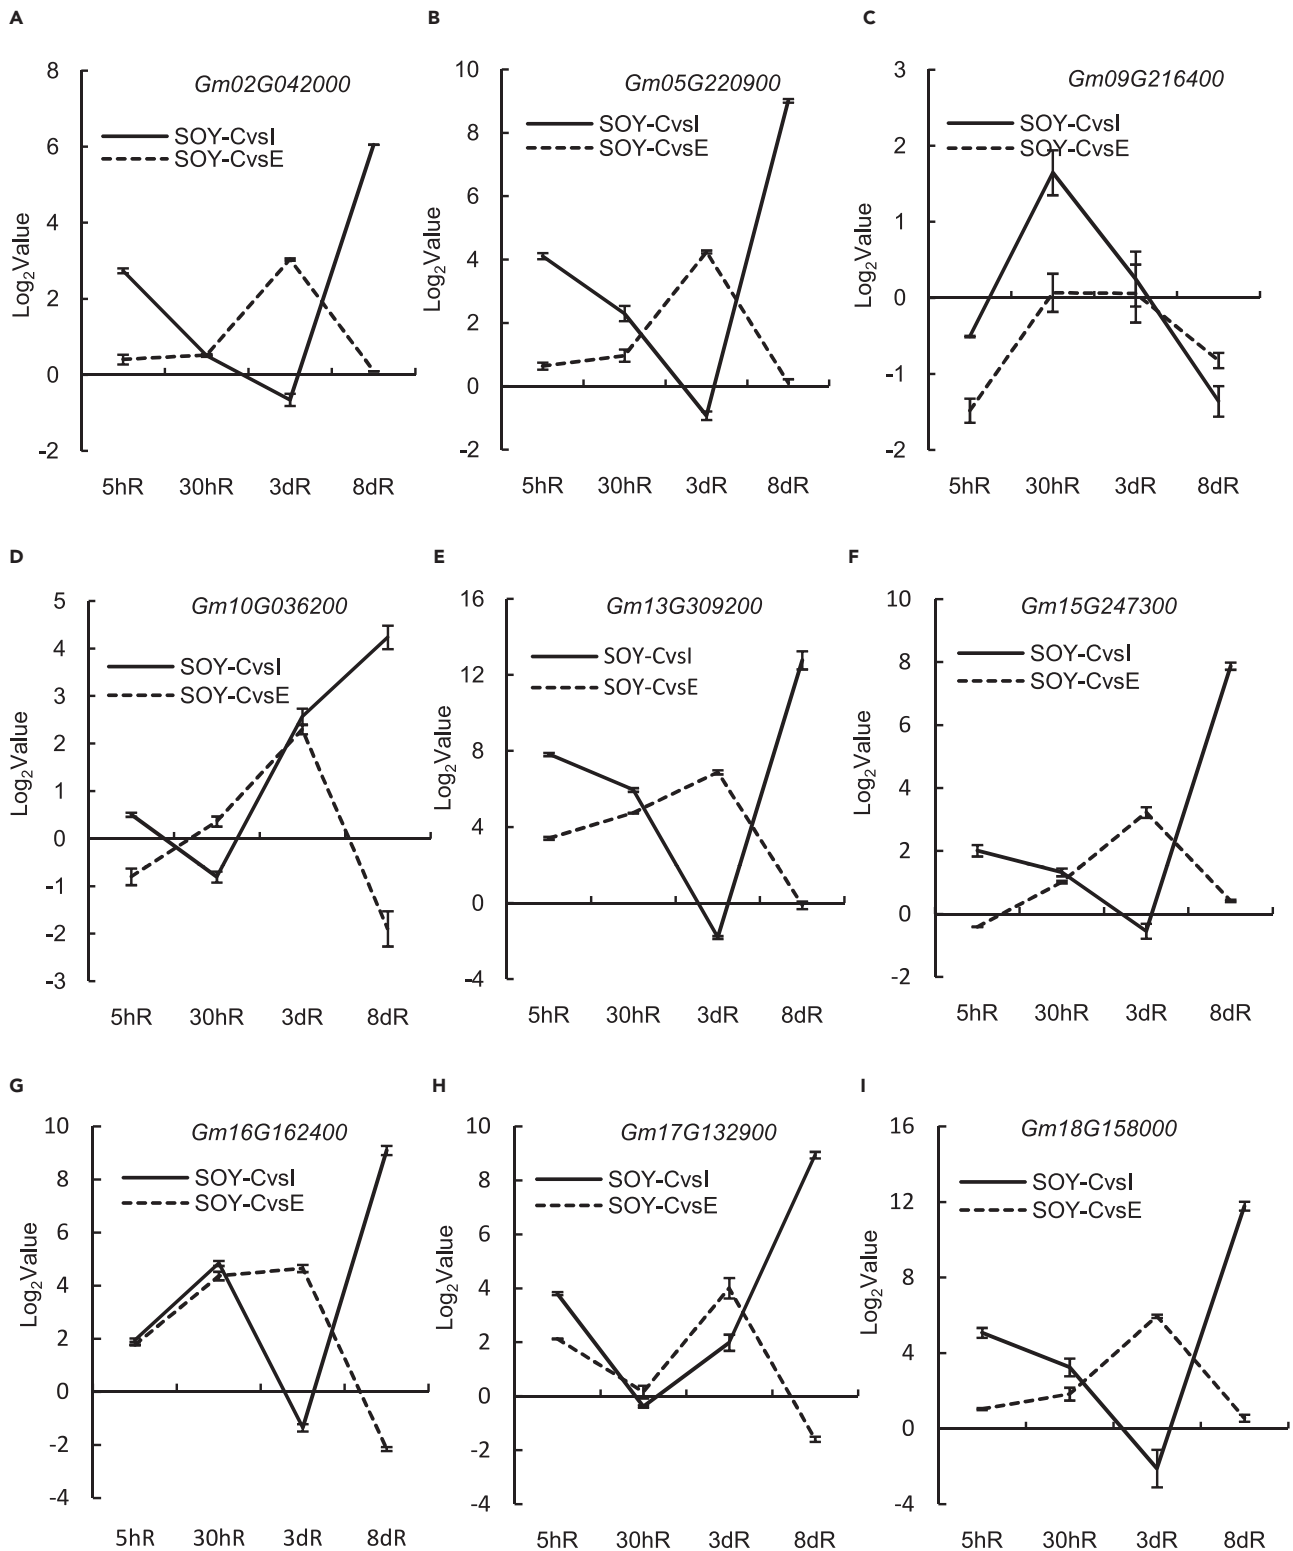 A
Gm02G042000
SOY-CvsI
SOY-CvsE
Log2Value
8
6
4
2
0
-2
5hR 30hR 3dR 8dR
B
Gm05G220900
SOY-CvsI
SOY-CvsE
Log2Value
10
8
6
4
2
0
-2
5hR 30hR 3dR 8dR
C
Gm09G216400
SOY-CvsI
SOY-CvsE
Log2Value
3
2
1
0
-1
-2
5hR 30hR 3dR 8dR
D
Gm10G036200
SOY-CvsI
SOY-CvsE
Log2Value
5
4
3
2
1
0
-1
-2
-3
5hR 30hR 3dR 8dR
E
Gm13G309200
SOY-CvsI
SOY-CvsE
Log2Value
16
12
8
4
0
-4
5hR 30hR 3dR 8dR
F
Gm15G247300
SOY-CvsI
SOY-CvsE
Log2Value
10
8
6
4
2
0
-2
5hR 30hR 3dR 8dR
G
Gm16G162400
SOY-CvsI
SOY-CvsE
Log2Value
10
8
6
4
2
0
-2
-4
5hR 30hR 3dR 8dR
H
Gm17G132900
SOY-CvsI
SOY-CvsE
Log2Value
10
8
6
4
2
0
-2
-4
5hR 30hR 3dR 8dR
I
Gm18G158000
SOY-CvsI
SOY-CvsE
Log2Value
16
12
8
4
0
-4
5hR 30hR 3dR 8dR